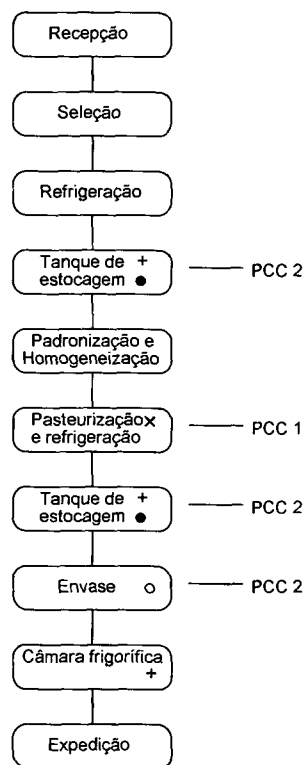 Recepção
Seleção
Refrigeração
Tanque de +
estocagem ● PCC 2
Padronização e
Homogeneização
Pasteurização×
e refrigeração PCC 1
Tanque de +
estocagem ● PCC 2
Envase ○ PCC 2
Câmara frigorífica
+
Expedição